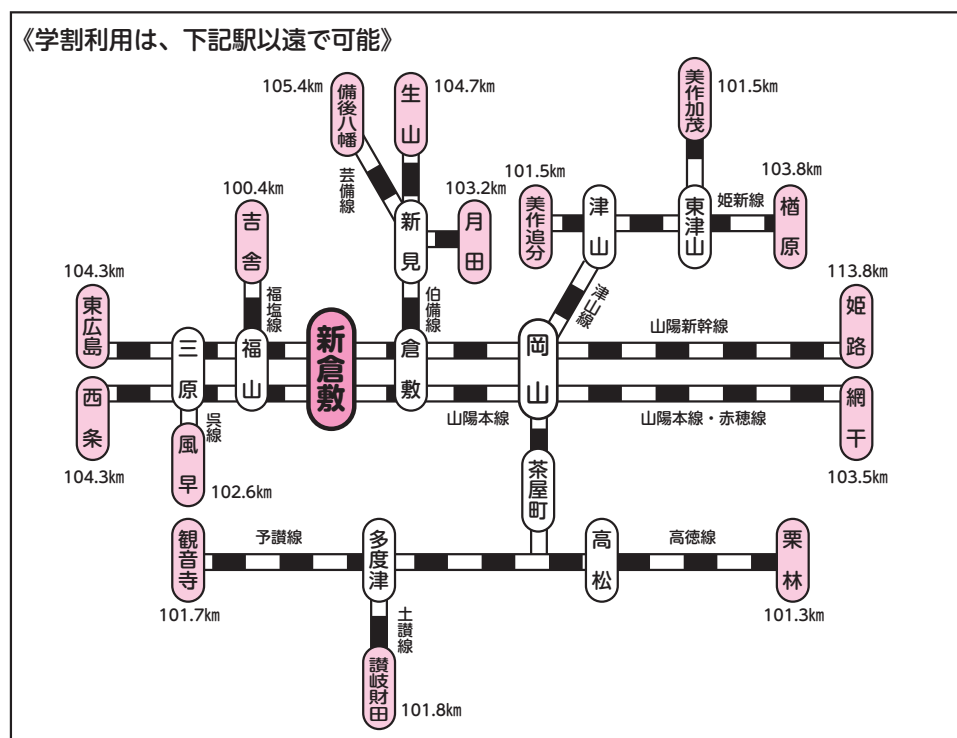 《学割利用は、下記駅以遠で可能》
105.4km
備後八幡
104.7km
生山
美作加茂
101.5km
芸備線
100.4km
吉舎
新見
103.2km
月田
101.5km
美作追分
津山
東津山
姫新線
103.8km
楢原
104.3km
東広島
福塩線
伯備線
津山線
113.8km
姫路
三原
福山
新倉敷
倉敷
岡山
山陽新幹線
西条
104.3km
呉線
風早
102.6km
山陽本線
山陽本線・赤穂線
網干
103.5km
茶屋町
観音寺
101.7km
予讃線
多度津
高松
高徳線
栗林
101.3km
土讃線
讃岐財田
101.8km